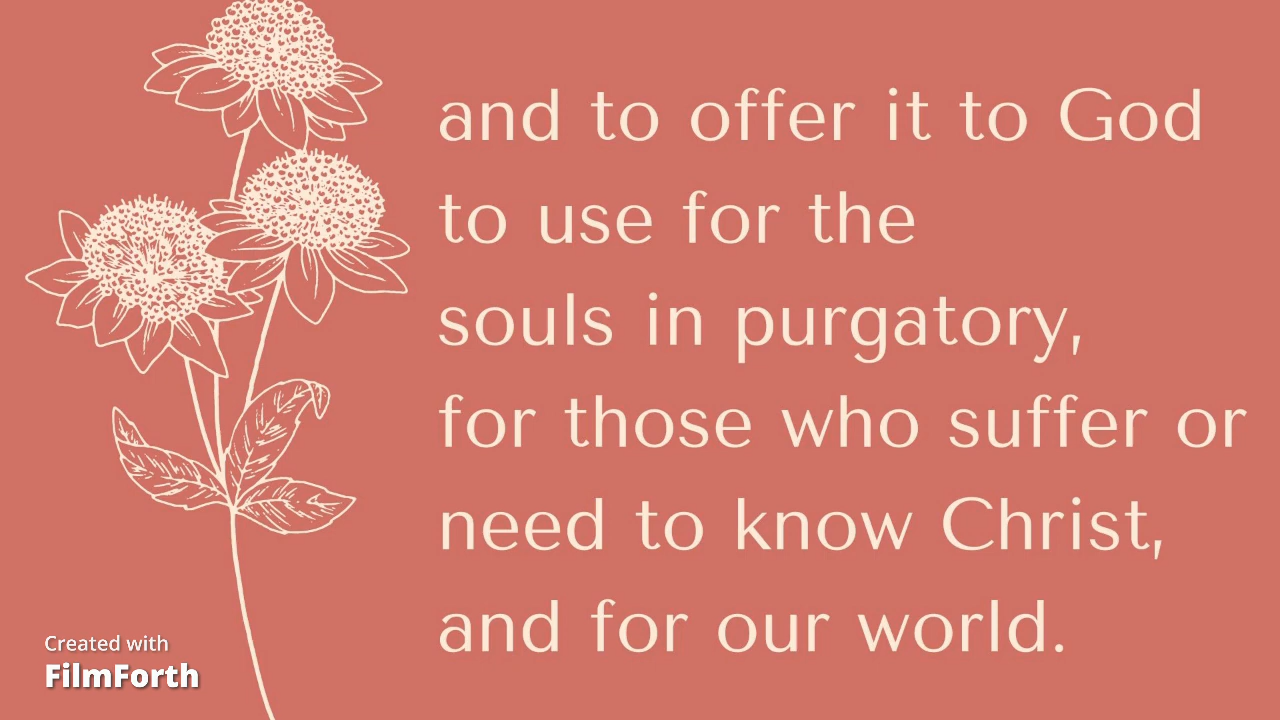 and to offer it to God
to use for the
souls in purgatory,
for those who suffer or
need to know Christ,
and for our world.
Created with
FilmForth